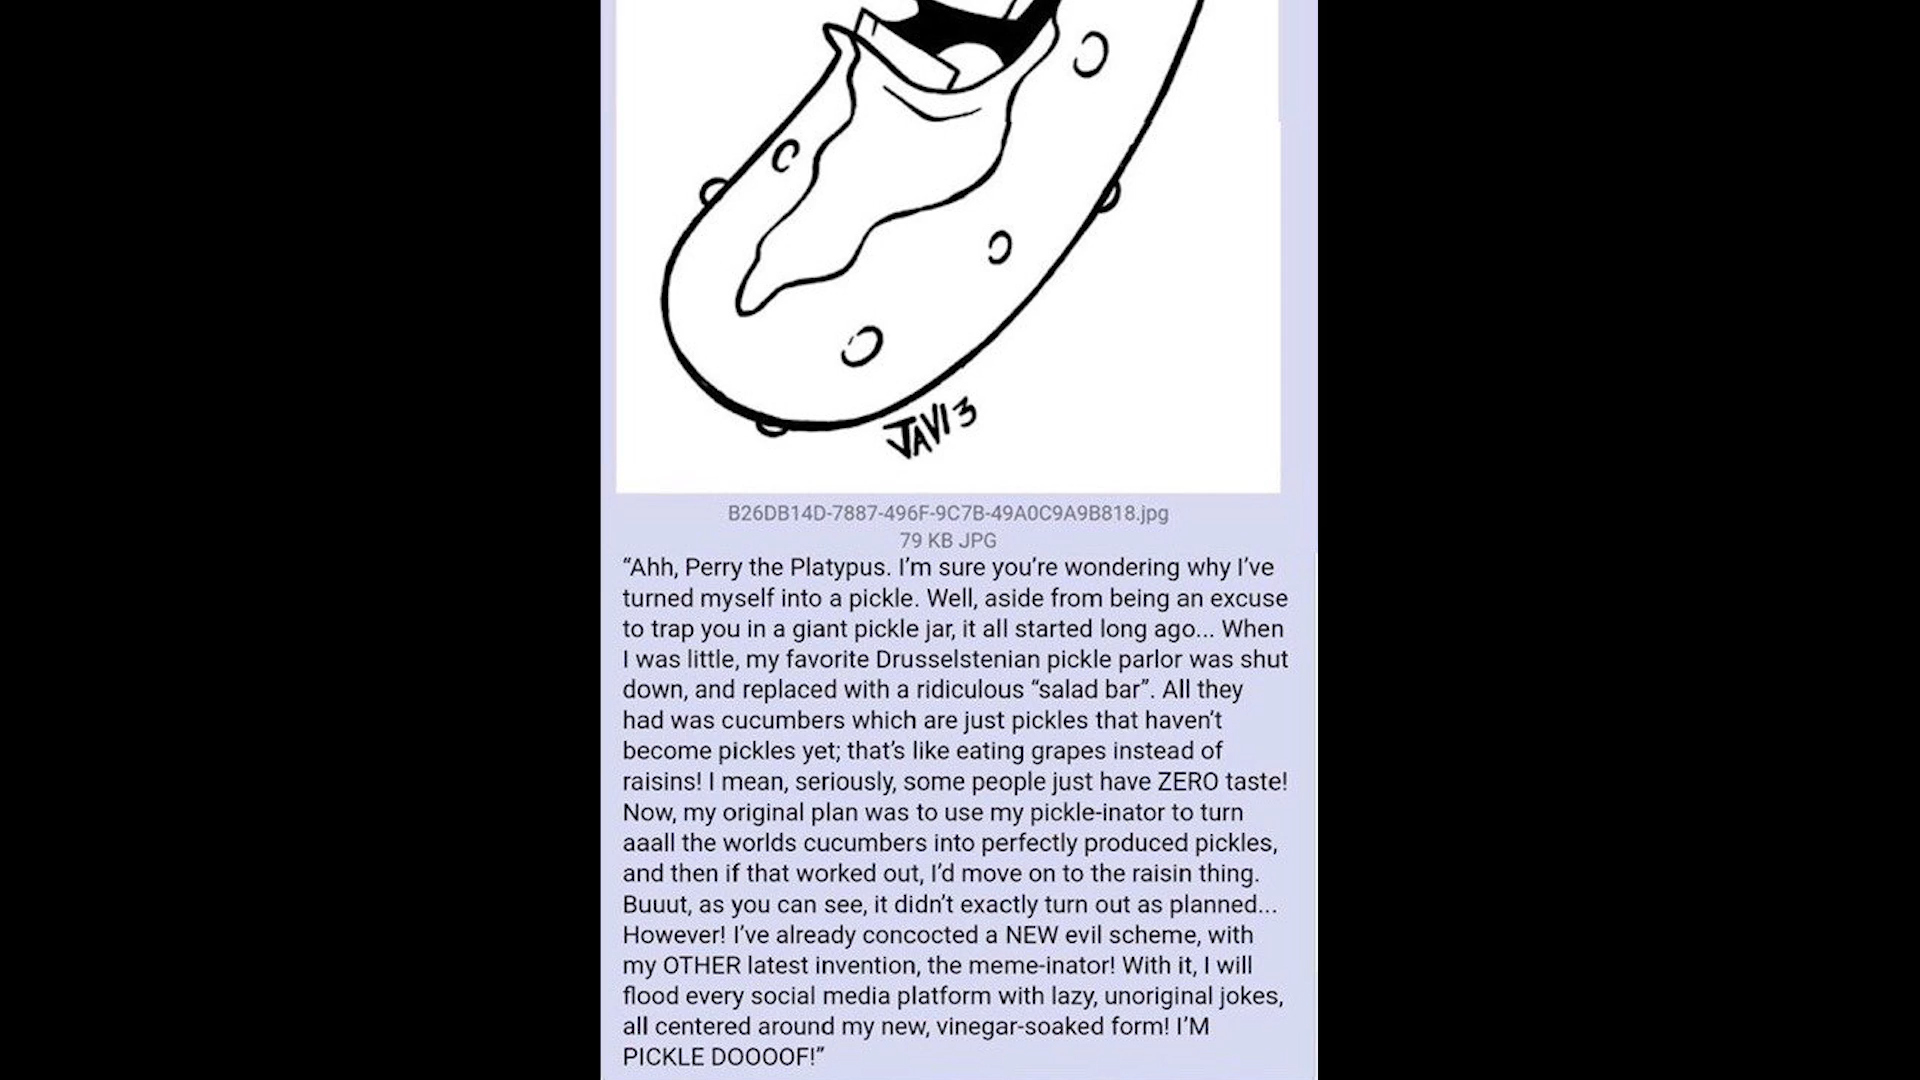 JAVI3
B26DB14D-7887-496F-9C7B-49A0C9A9B818.jpg
79 KB JPG
“Ahh, Perry the Platypus. I’m sure you’re wondering why I’ve
turned myself into a pickle. Well, aside from being an excuse
to trap you in a giant pickle jar, it all started long ago... When
I was little, my favorite Drusselstenian pickle parlor was shut
down, and replaced with a ridiculous “salad bar”. All they
had was cucumbers which are just pickles that haven’t
become pickles yet; that’s like eating grapes instead of
raisins! I mean, seriously, some people just have ZERO taste!
Now, my original plan was to use my pickle-inator to turn
aaall the worlds cucumbers into perfectly produced pickles,
and then if that worked out, I’d move on to the raisin thing.
Buuut, as you can see, it didn’t exactly turn out as planned...
However! I’ve already concocted a NEW evil scheme, with
my OTHER latest invention, the meme-inator! With it, I will
flood every social media platform with lazy, unoriginal jokes,
all centered around my new, vinegar-soaked form! I’M
PICKLE DOOOOF!”